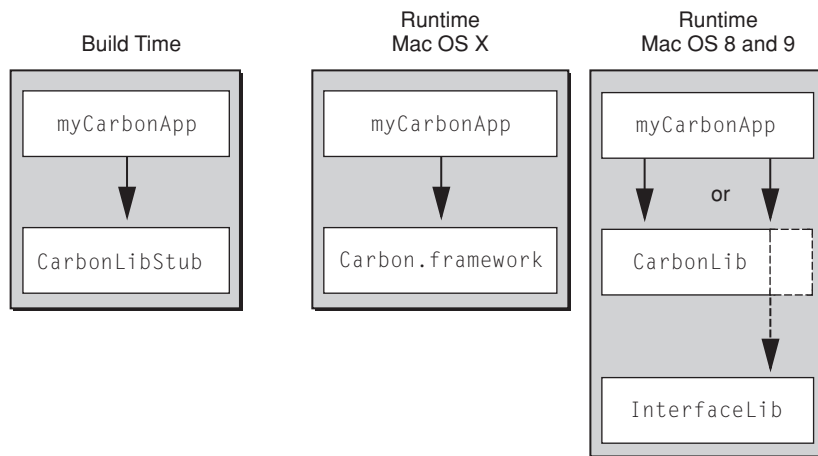 Build Time
myCarbonApp
CarbonLibStub
Runtime
Mac OS X
myCarbonApp
Carbon.framework
Runtime
Mac OS 8 and 9
myCarbonApp
or
CarbonLib
InterfaceLib